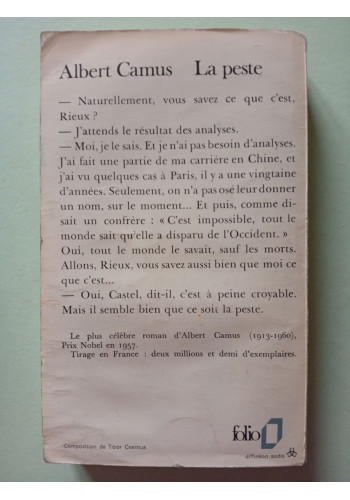 Albert Camus La peste
— Naturellement, vous savez ce que c'est,
Rieux ?
— J'attends le résultat des analyses.
— Moi, je le sais. Et je n'ai pas besoin d'analyses.
J'ai fait une partie de ma carrière en Chine, et
j'ai vu quelques cas à Paris, il y a une vingtaine
d'années. Seulement, on n'a pas osé leur donner
un nom, sur le moment... Et puis, comme di-
sait un confrère : « C'est impossible, tout le
monde sait qu'elle a disparu de l'Occident. »
Oui, tout le monde le savait, sauf les morts.
Allons, Rieux, vous savez aussi bien que moi ce
que c'est...
— Oui, Castel, dit-il, c'est à peine croyable.
Mais il semble bien que ce soit la peste.
Le plus célèbre roman d'Albert Camus (1913-1960),
Prix Nobel en 1957.
Tirage en France : deux millions et demi d'exemplaires.
folio
Composition de Tibor Csernus
diffusion sodis